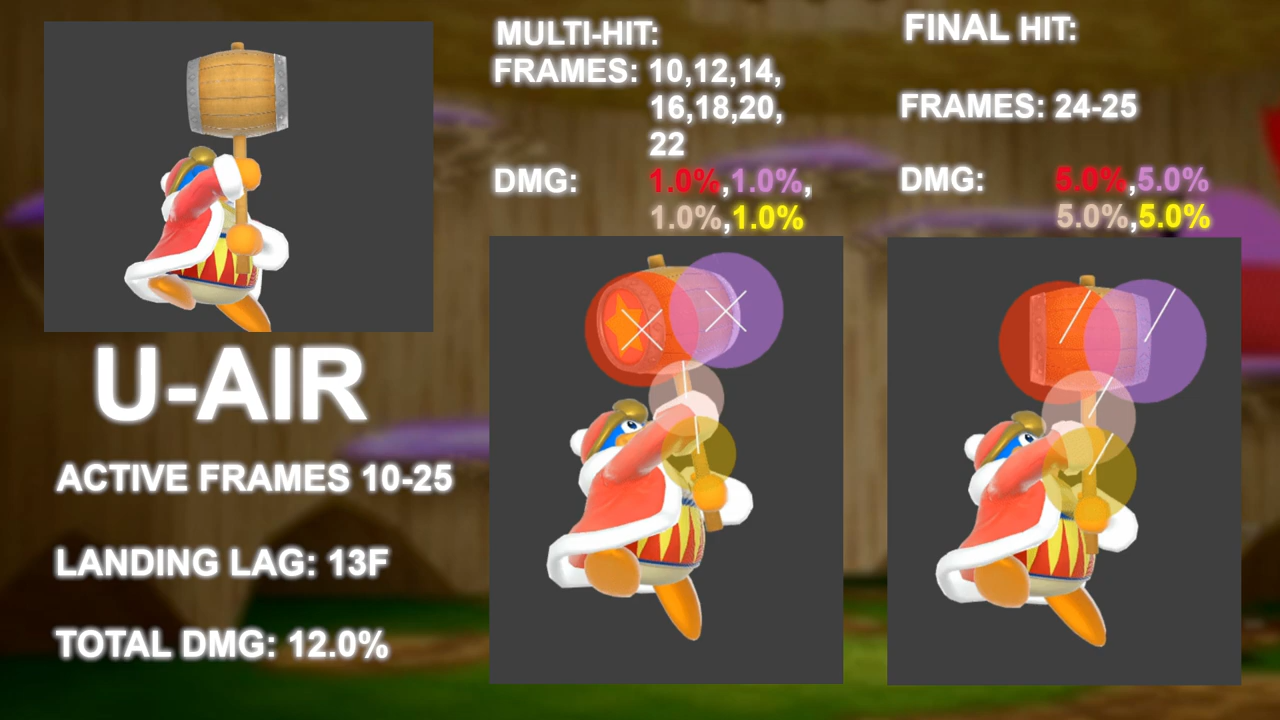 U-AIR
ACTIVE FRAMES 10-25
LANDING LAG: 13F
TOTAL DMG: 12.0%
MULTI-HIT:
FRAMES: 10,12,14,
16,18,20,
22
DMG: 1.0%,1.0%,
1.0%,1.0%
FINAL HIT:
FRAMES: 24-25
DMG: 5.0%,5.0%
5.0%,5.0%